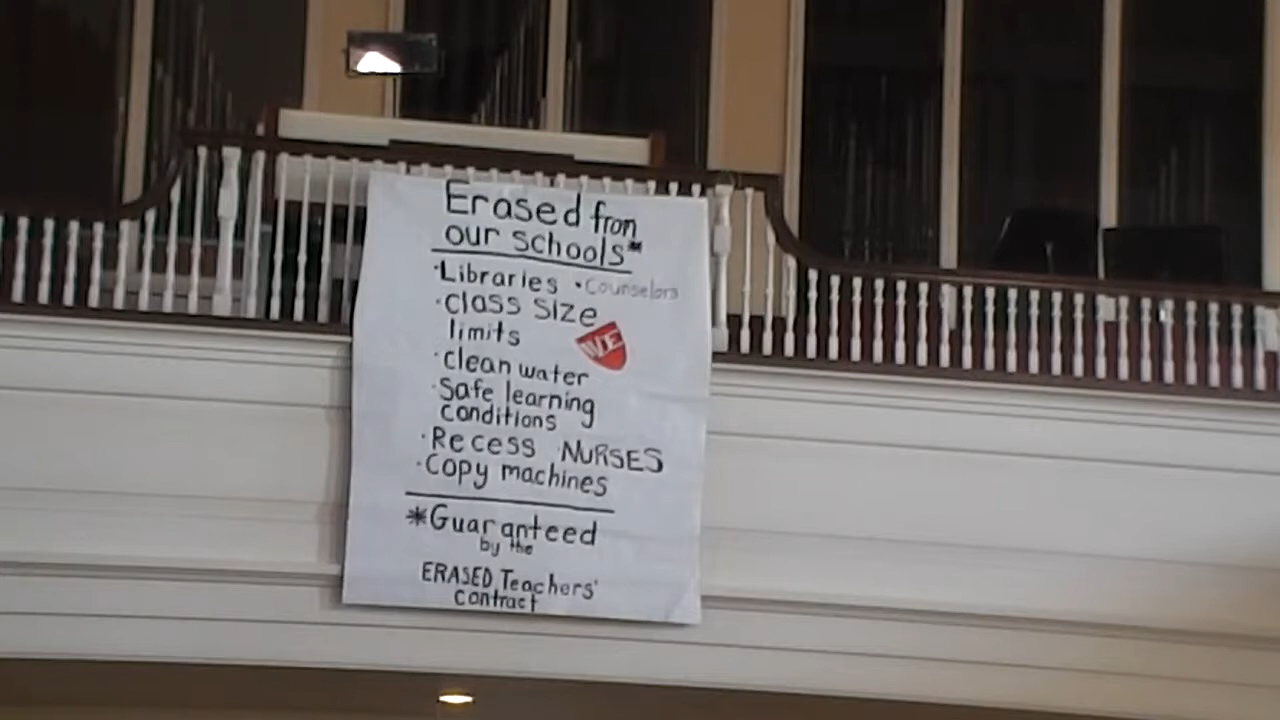 Erased from
our schools*
·Libraries ·Counselors
·Class Size
limits
WE
·clean water
·Safe learning
conditions
·Recess ·NURSES
·Copy machines
*Guaranteed
by the
ERASED Teachers'
contract